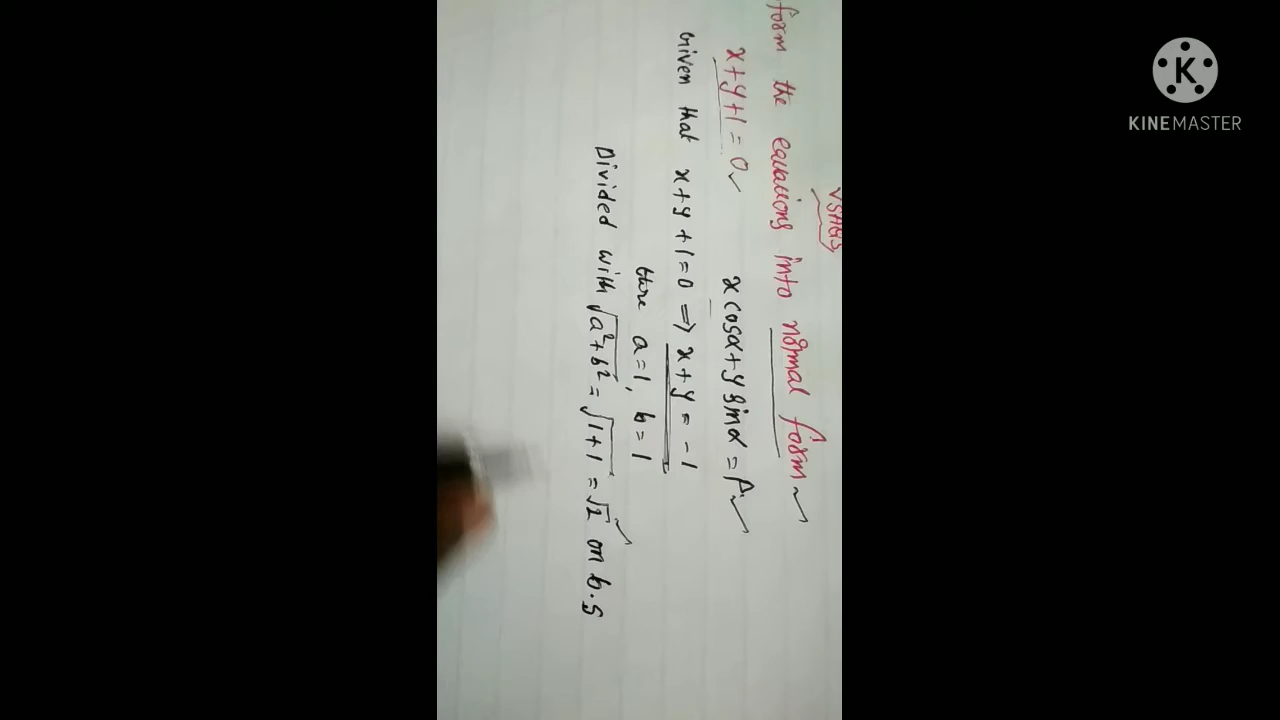 VSAQ's
form the equations into normal form
x+y+1=0 x cosα+y sinα=P
Given that x+y+1=0 ⇒ x+y=-1
a=1, b=1
Divided with √a²+b² = √1+1 = √2 on b.s
KINEMASTER